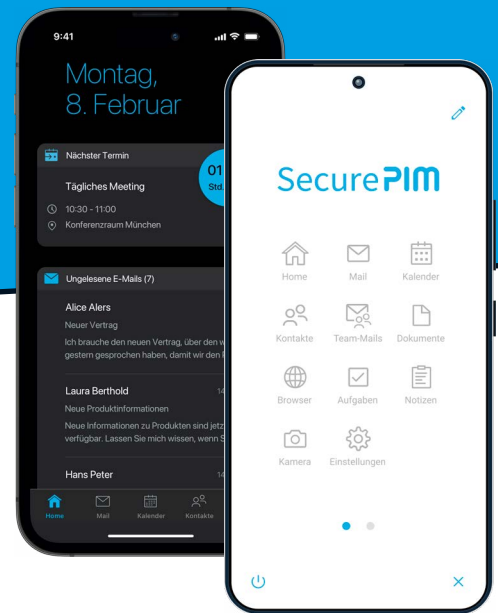 9:41
Montag,
8. Februar
Nächster Termin
01
Std.
Tägliches Meeting
10:30 - 11:00
Konferenzraum München
Ungelesene E-Mails (7)
Alice Alers
Neuer Vertrag
Ich brauche den neuen Vertrag, über den w
gestern gesprochen haben, damit wir den
Laura Berthold
14
Neue Produktinformationen
Neue Informationen zu Produkten sind jetz
verfügbar. Lassen Sie mich wissen, wenn S
Hans Peter
14
Home Mail Kalender Kontakte
SecurePIM
Home Mail Kalender
Kontakte Team-Mails Dokumente
Browser Aufgaben Notizen
Kamera Einstellungen